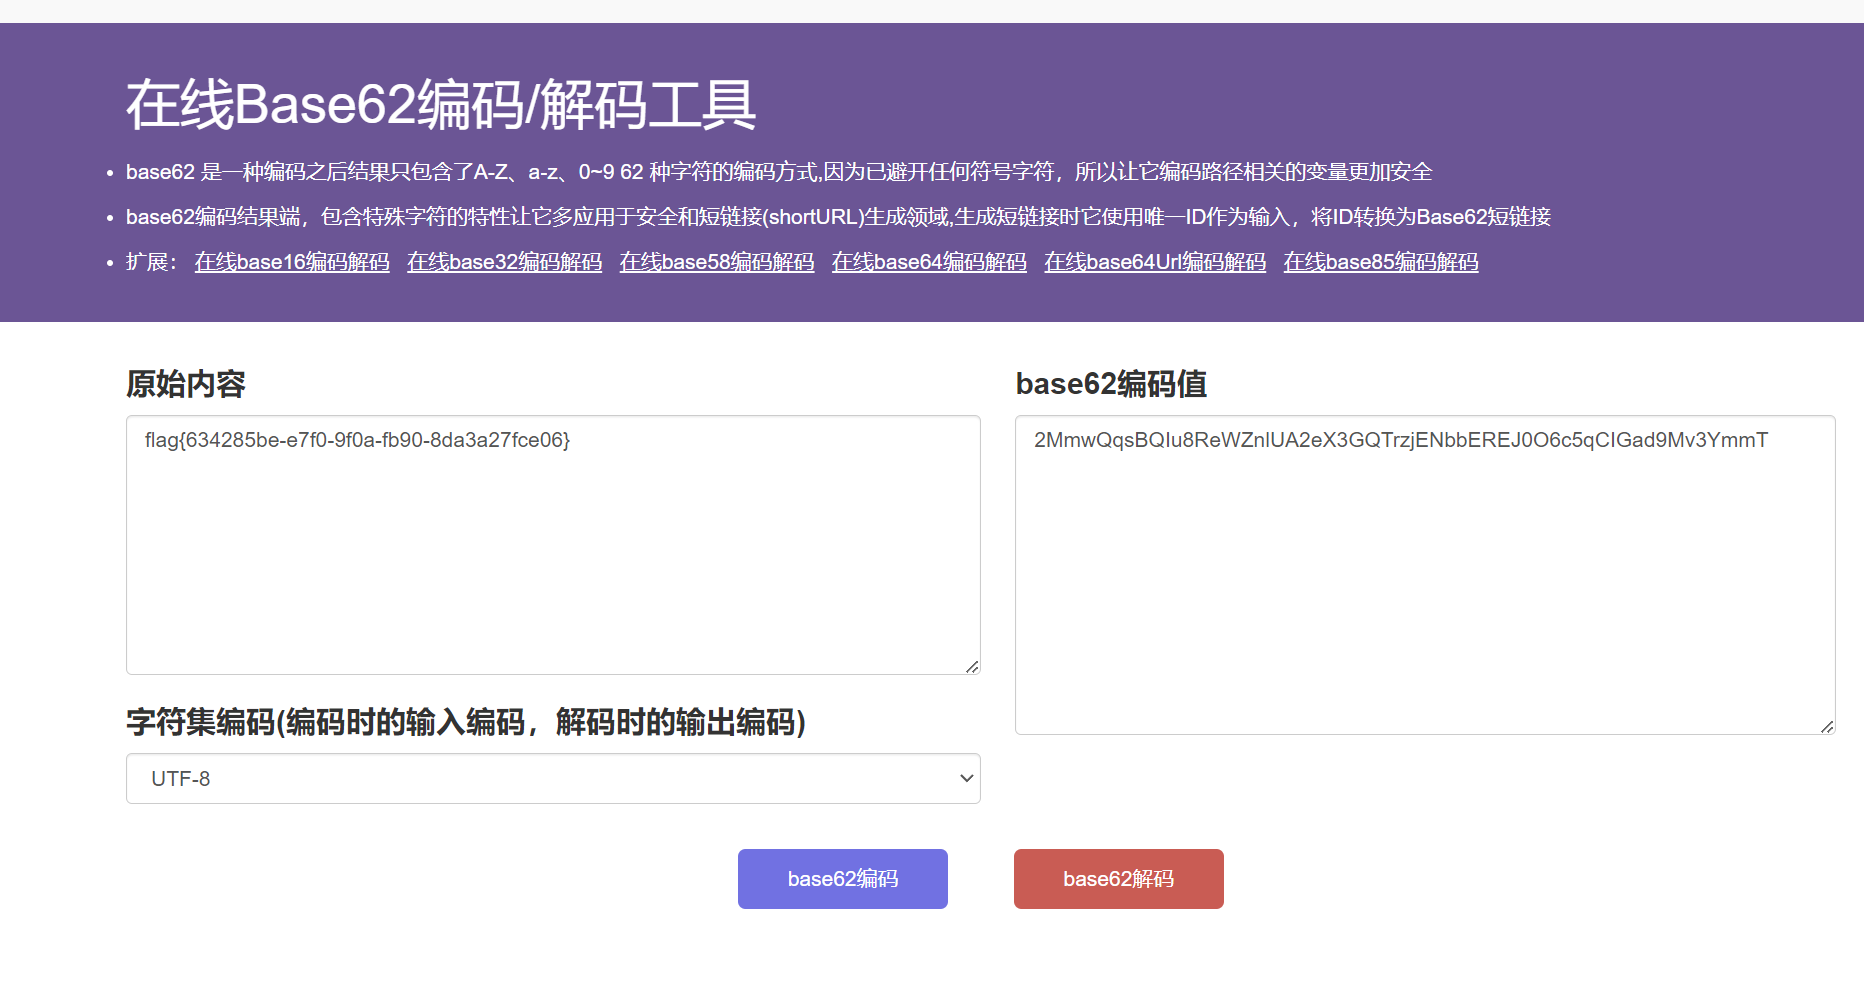 在线Base62编码/解码工具
base62 是一种编码之后结果只包含了A-Z、a-z、0~9 62 种字符的编码方式,因为已避开任何符号字符，所以让它编码路径相关的变量更加安全
base62编码结果端，包含特殊字符的特性让它多应用于安全和短链接(shortURL)生成领域,生成短链接时它使用唯一ID作为输入，将ID转换为Base62短链接
扩展： 在线base16编码解码 在线base32编码解码 在线base58编码解码 在线base64编码解码 在线base64Url编码解码 在线base85编码解码
原始内容
flag{634285be-e7f0-9f0a-fb90-8da3a27fce06}
字符集编码(编码时的输入编码，解码时的输出编码)
UTF-8
base62编码值
2MmwQqsBQIu8ReWZnlUA2eX3GQTrzjENbbEREJ0O6c5qCIGad9Mv3YmmT
base62编码
base62解码